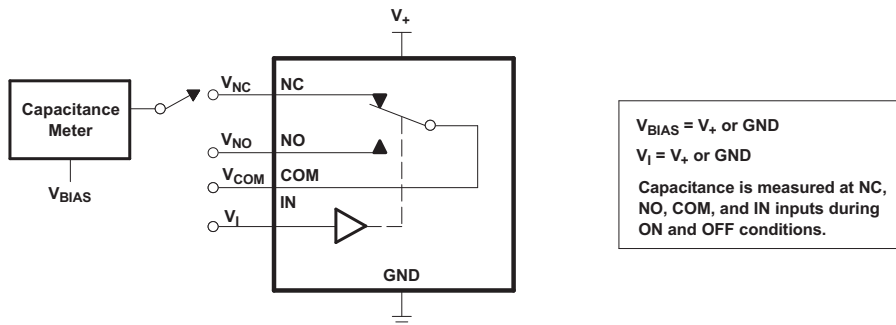 V+
Capacitance
Meter
VBIAS
VNC
NC
VNO
NO
VCOM
COM
IN
VI
GND
VBIAS = V+ or GND
VI = V+ or GND
Capacitance is measured at NC,
NO, COM, and IN inputs during
ON and OFF conditions.